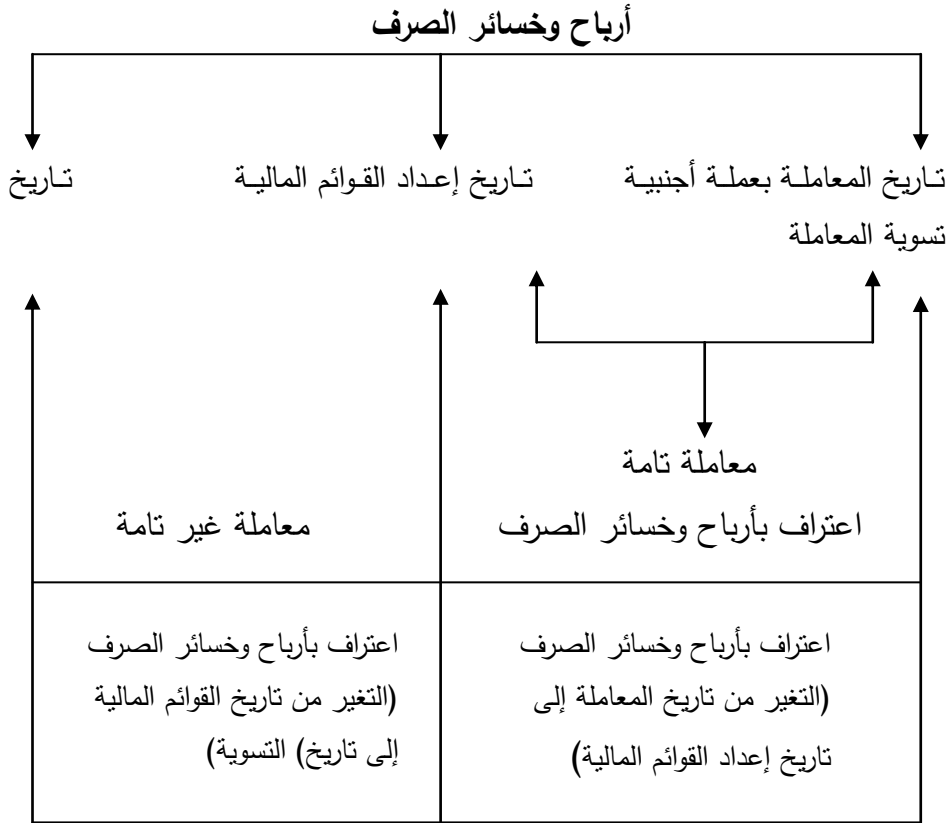 أرباح وخسائر الصرف
تاريخ المعاملة بعملة أجنبية تاريخ إعداد القوائم المالية تاريخ
تسوية المعاملة
معاملة تامة
اعتراف بأرباح وخسائر الصرف
معاملة غير تامة
اعتراف بأرباح وخسائر الصرف
(التغير من تاريخ المعاملة إلى
تاريخ إعداد القوائم المالية)
اعتراف بأرباح وخسائر الصرف
(التغير من تاريخ القوائم المالية
إلى تاريخ) التسوية)